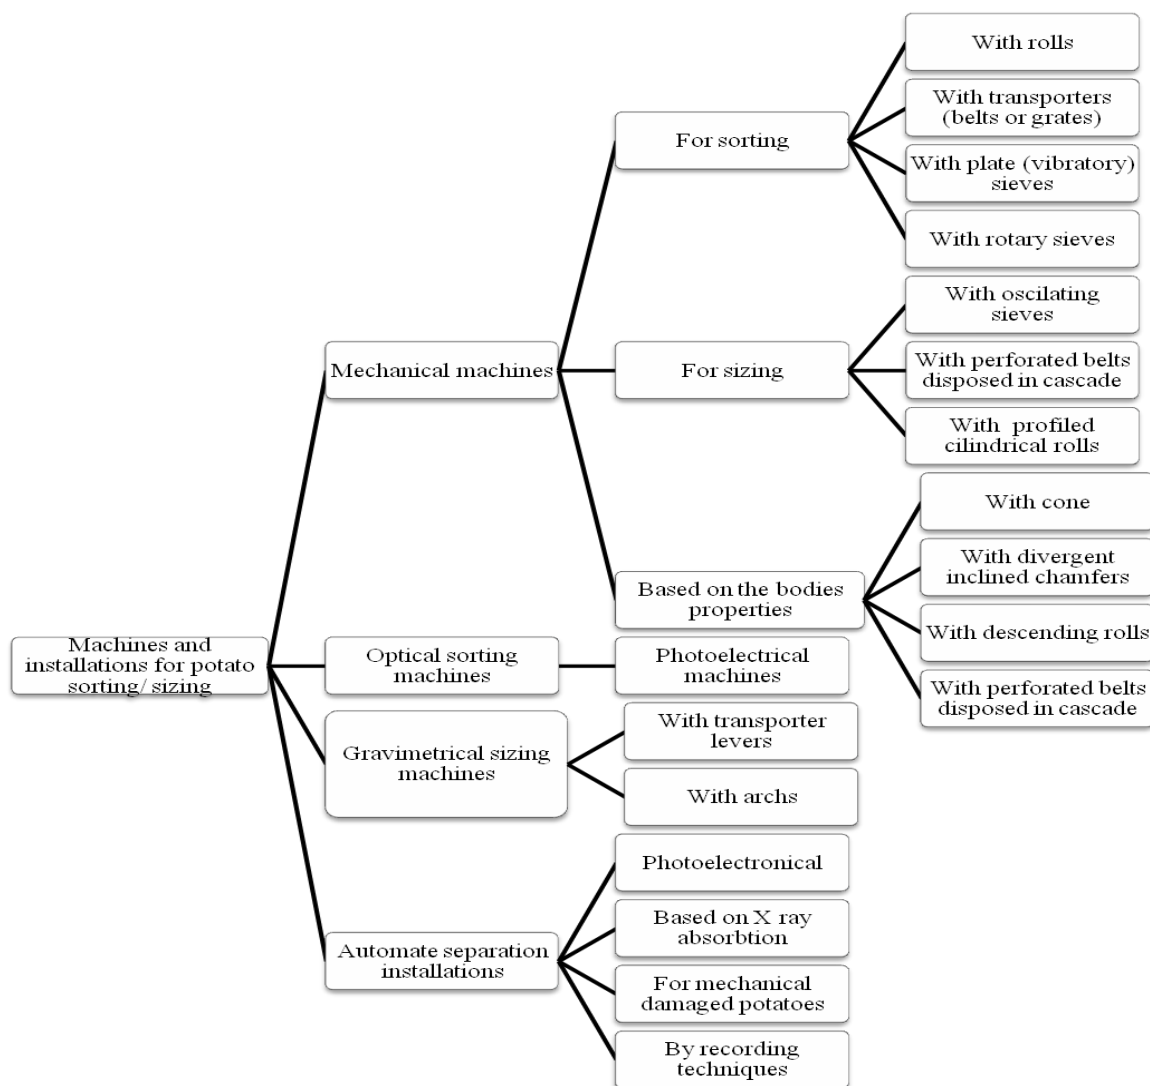 With rolls
With transporters
(belts or grates)
For sorting
With plate (vibratory)
sieves
With rotary sieves
With oscilating
sieves
Mechanical machines
For sizing
With perforated belts
disposed in cascade
With profiled
cilindrical rolls
With cone
With divergent
inclined chamfers
Based on the bodies
properties
With descending rolls
With perforated belts
disposed in cascade
Machines and
installations for potato
sorting/ sizing
Optical sorting
machines
Photoelectrical
machines
Gravimetrical sizing
machines
With transporter
levers
With archs
Photoelectronical
Based on X ray
absorbtion
Automate separation
installations
For mechanical
damaged potatoes
By recording
techniques